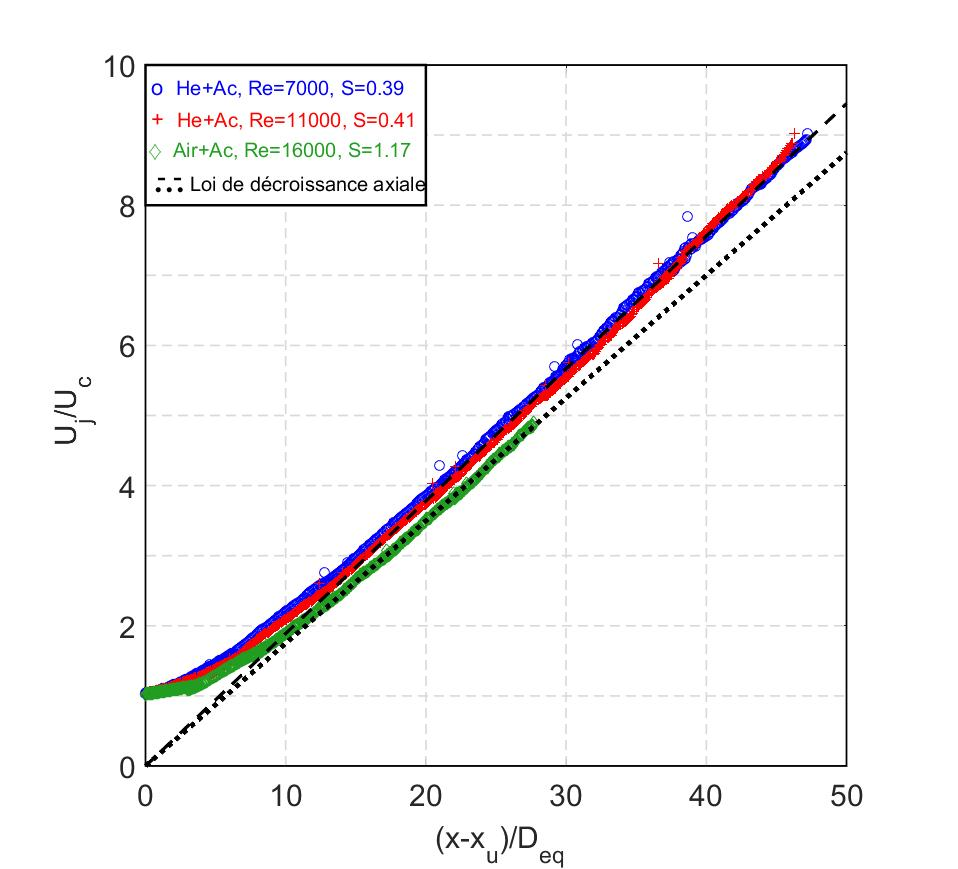 10
8
6
4
2
0
U_j/U_c
o He+Ac, Re=7000, S=0.39
+ He+Ac, Re=11000, S=0.41
◇ Air+Ac, Re=16000, S=1.17
Loi de décroissance axiale
0 10 20 30 40 50
(x-x_u)/D_eq